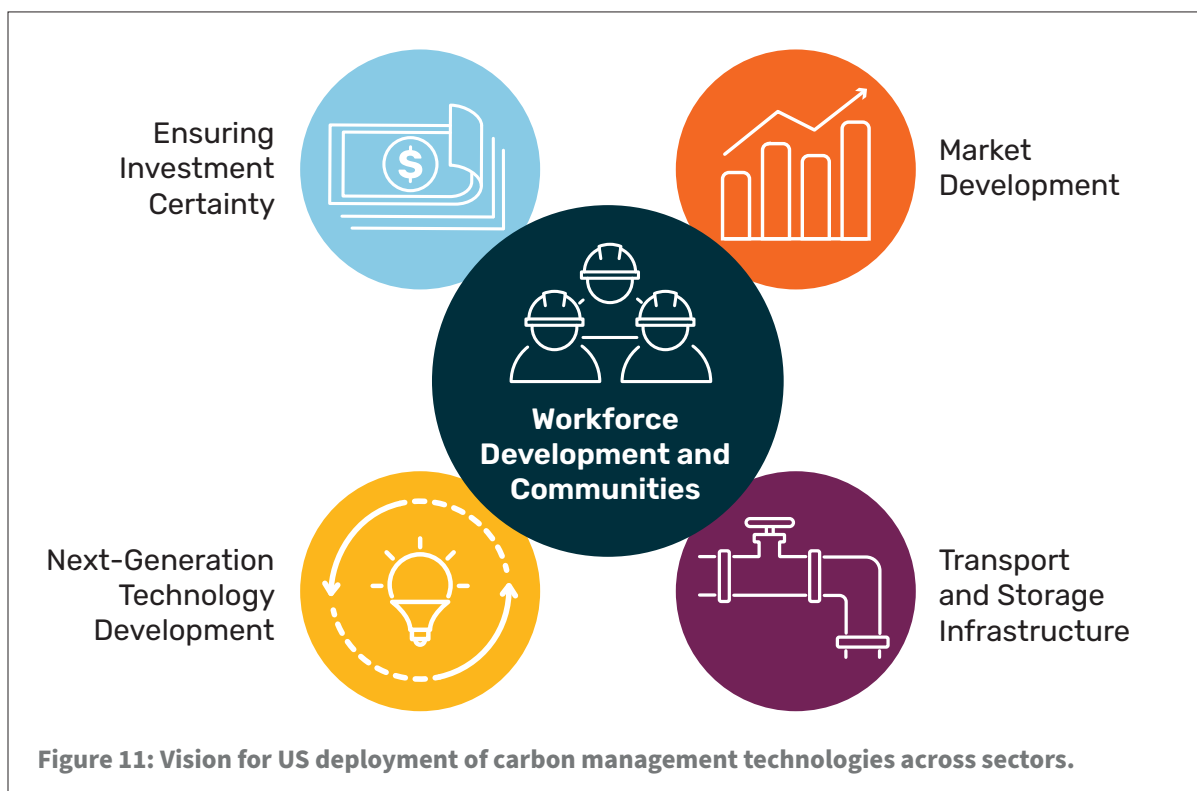 Ensuring
Investment
Certainty
$
Market
Development
Workforce
Development and
Communities
Next-Generation
Technology
Development
Transport
and Storage
Infrastructure
Figure 11: Vision for US deployment of carbon management technologies across sectors.